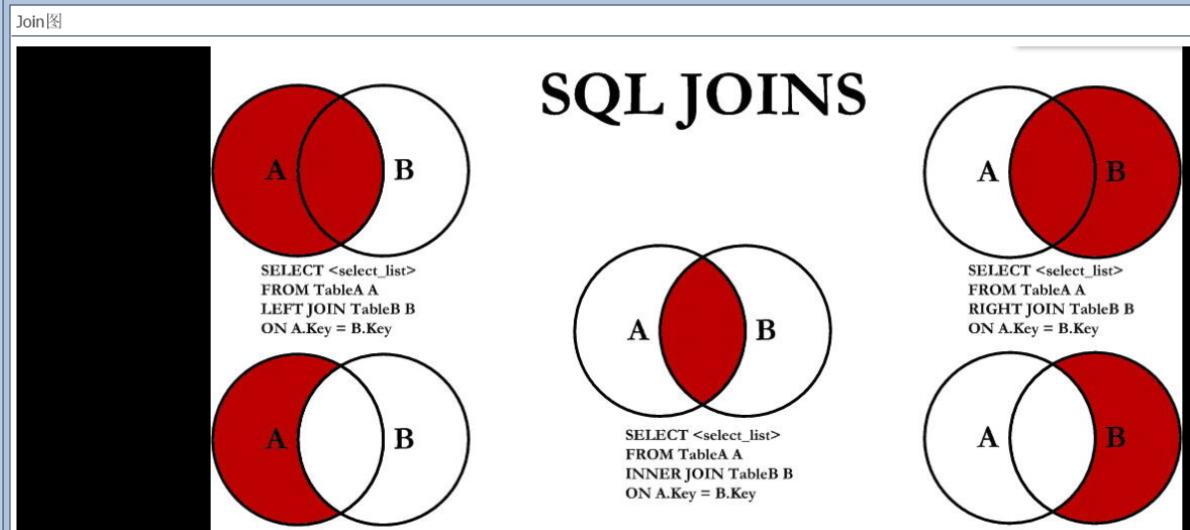 Join图
SQL JOINS
A B
SELECT <select_list>
FROM TableA A
LEFT JOIN TableB B
ON A.Key = B.Key
A B
SELECT <select_list>
FROM TableA A
RIGHT JOIN TableB B
ON A.Key = B.Key
A B
SELECT <select_list>
FROM TableA A
INNER JOIN TableB B
ON A.Key = B.Key
A B
A B